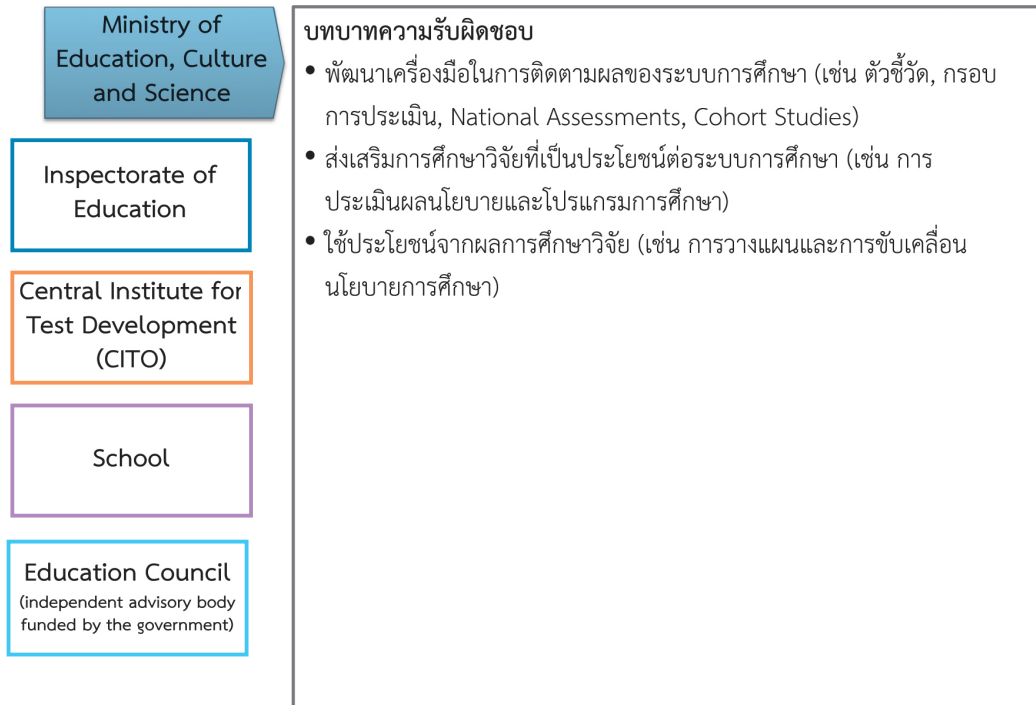 Ministry of
Education, Culture
and Science
Inspectorate of
Education
Central Institute for
Test Development
(CITO)
School
Education Council
(independent advisory body
funded by the government)
บทบาทความรับผิดชอบ
• พัฒนาเครื่องมือในการติดตามผลของระบบการศึกษา (เช่น ตัวชี้วัด, กรอบ
การประเมิน, National Assessments, Cohort Studies)
• ส่งเสริมการศึกษาวิจัยที่เป็นประโยชน์ต่อระบบการศึกษา (เช่น การ
ประเมินผลนโยบายและโปรแกรมการศึกษา)
• ใช้ประโยชน์จากผลการศึกษาวิจัย (เช่น การวางแผนและการขับเคลื่อน
นโยบายการศึกษา)